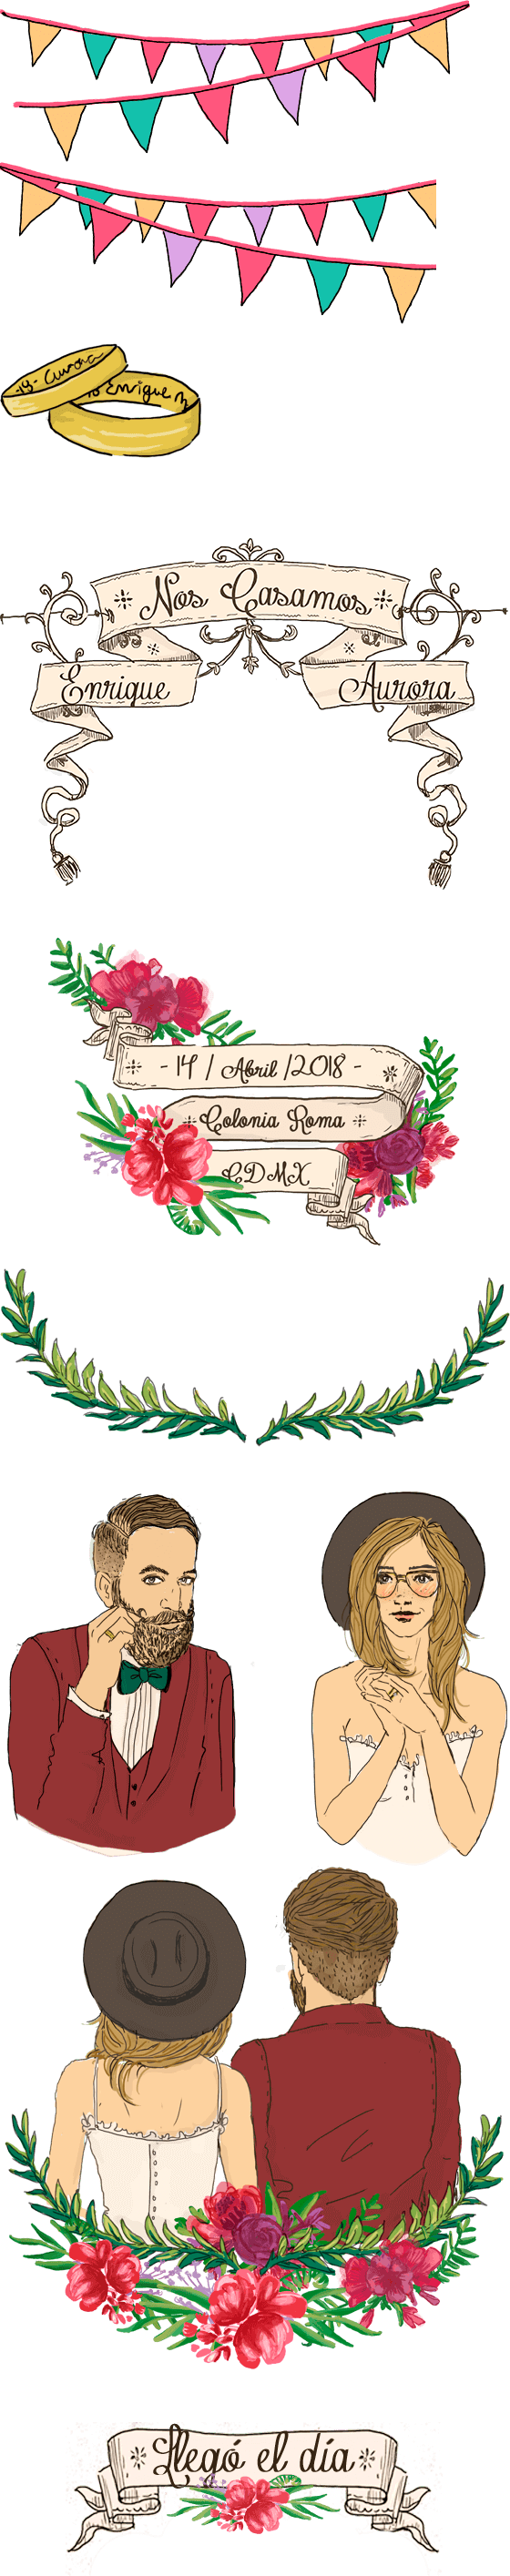 Aurora
Enrique
Nos Casamos
Enrique
Aurora
- 14 / Abril / 2018 -
Colonia Roma
CDMX
Llegó el día